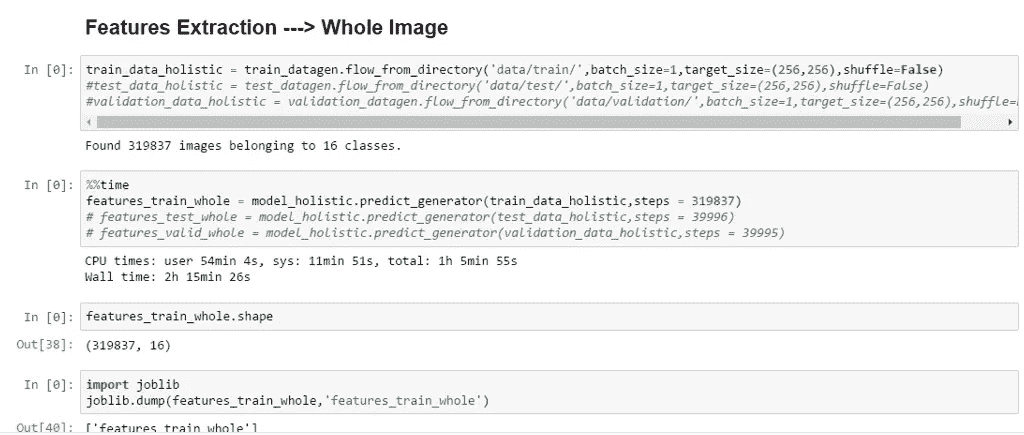 Features Extraction ---> Whole Image
In [0]: train_data_holistic = train_datagen.flow_from_directory('data/train/',batch_size=1,target_size=(256,256),shuffle=False)
#test_data_holistic = test_datagen.flow_from_directory('data/test/',batch_size=1,target_size=(256,256),shuffle=False)
#validation_data_holistic = validation_datagen.flow_from_directory('data/validation/',batch_size=1,target_size=(256,256),shuffle=
Found 319837 images belonging to 16 classes.
In [0]: %%time
features_train_whole = model_holistic.predict_generator(train_data_holistic,steps = 319837)
# features_test_whole = model_holistic.predict_generator(test_data_holistic,steps = 39996)
# features_valid_whole = model_holistic.predict_generator(validation_data_holistic,steps = 39995)
CPU times: user 54min 4s, sys: 11min 51s, total: 1h 5min 55s
Wall time: 2h 15min 26s
In [0]: features_train_whole.shape
Out[38]: (319837, 16)
In [0]: import joblib
joblib.dump(features_train_whole,'features_train_whole')
Out[40]: ['features_train_whole']